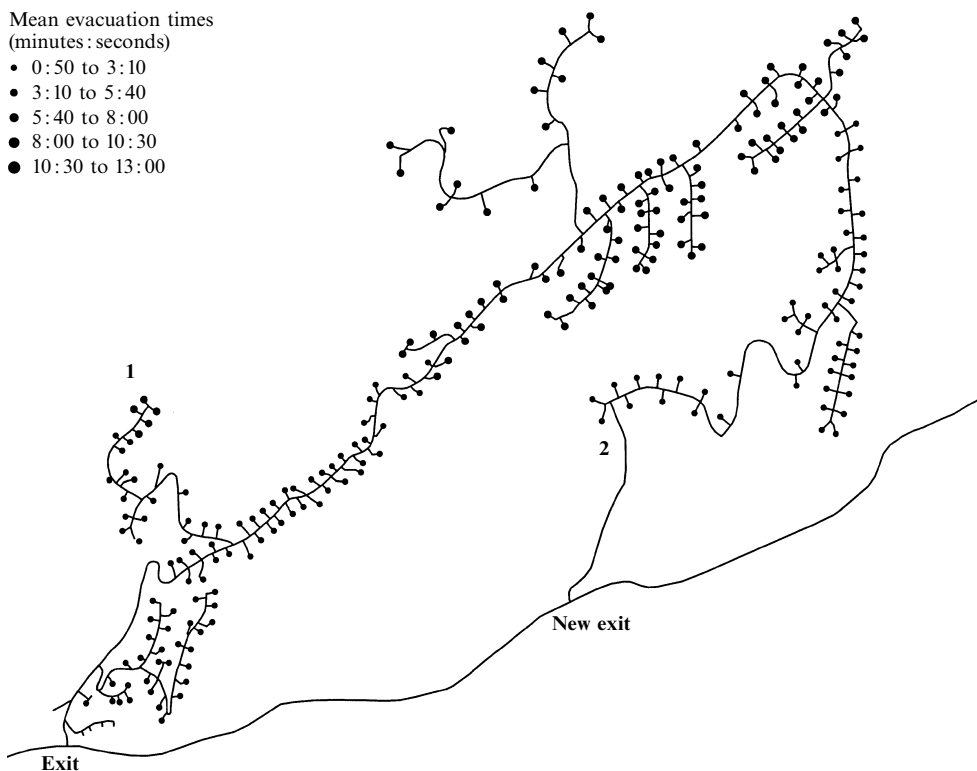 Mean evacuation times
(minutes:seconds)
0:50 to 3:10
3:10 to 5:40
5:40 to 8:00
8:00 to 10:30
10:30 to 13:00
1
2
New exit
Exit